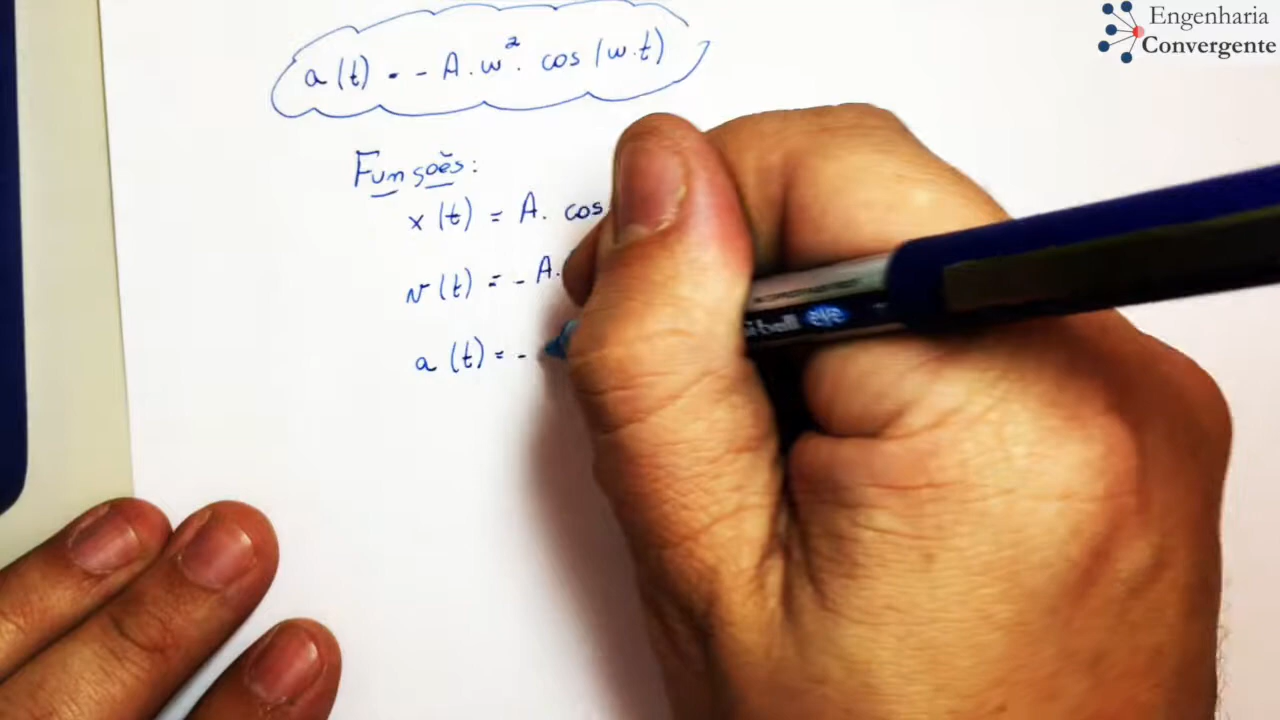 Engenharia
Convergente
a(t) = - A.w². cos(w.t)
Funções:
x(t) = A. cos
v(t) = - A.
a(t) = -